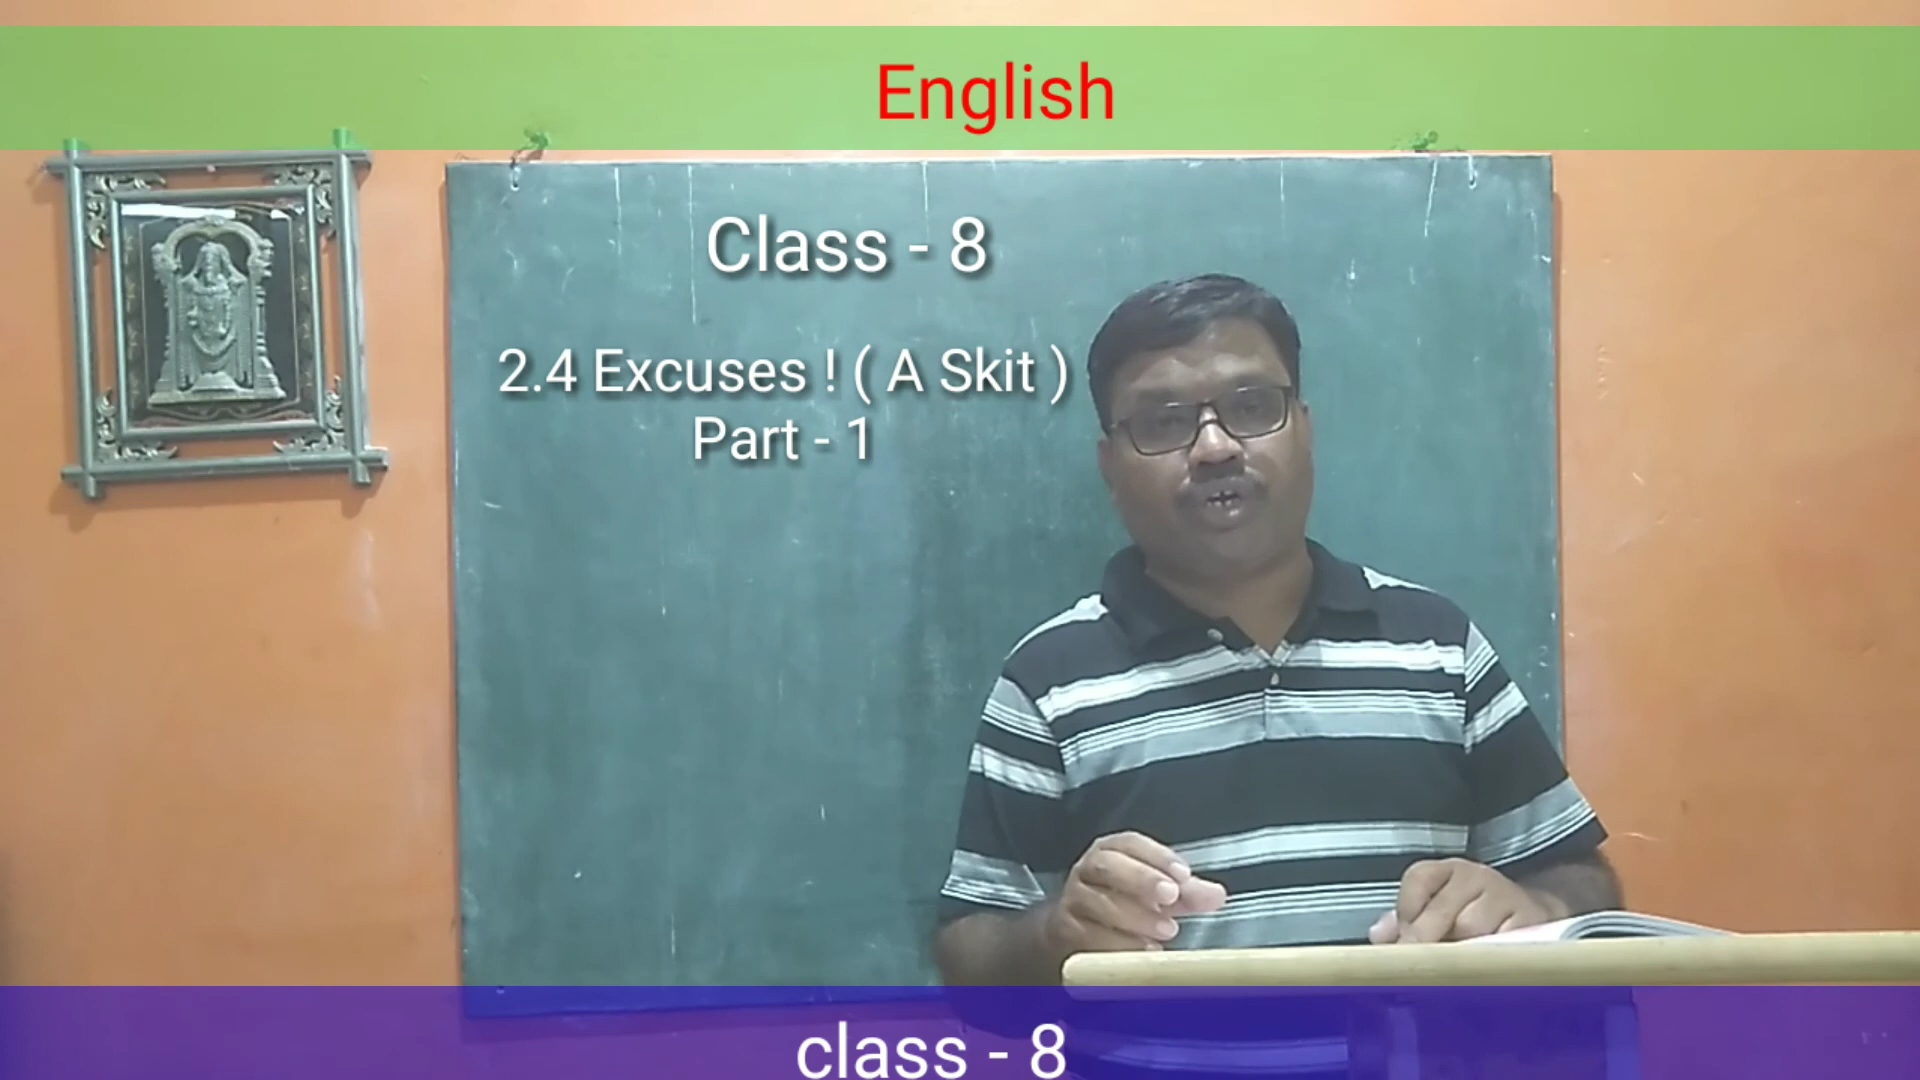 English
Class - 8
2.4 Excuses ! ( A Skit )
Part - 1
class - 8